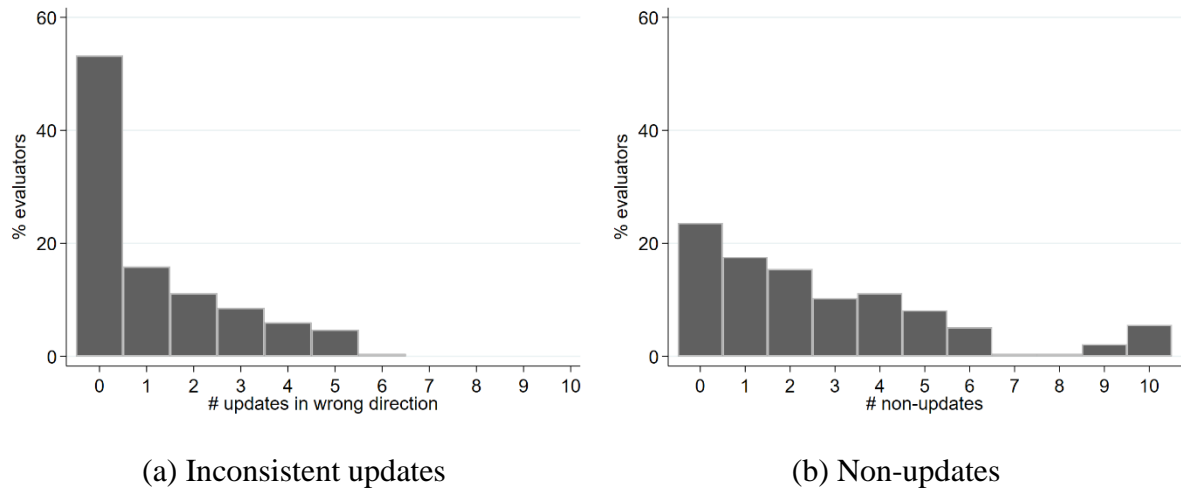 60
40
20
0
% evaluators
0 1 2 3 4 5 6 7 8 9 10
# updates in wrong direction
(a) Inconsistent updates
60
40
20
0
% evaluators
0 1 2 3 4 5 6 7 8 9 10
# non-updates
(b) Non-updates